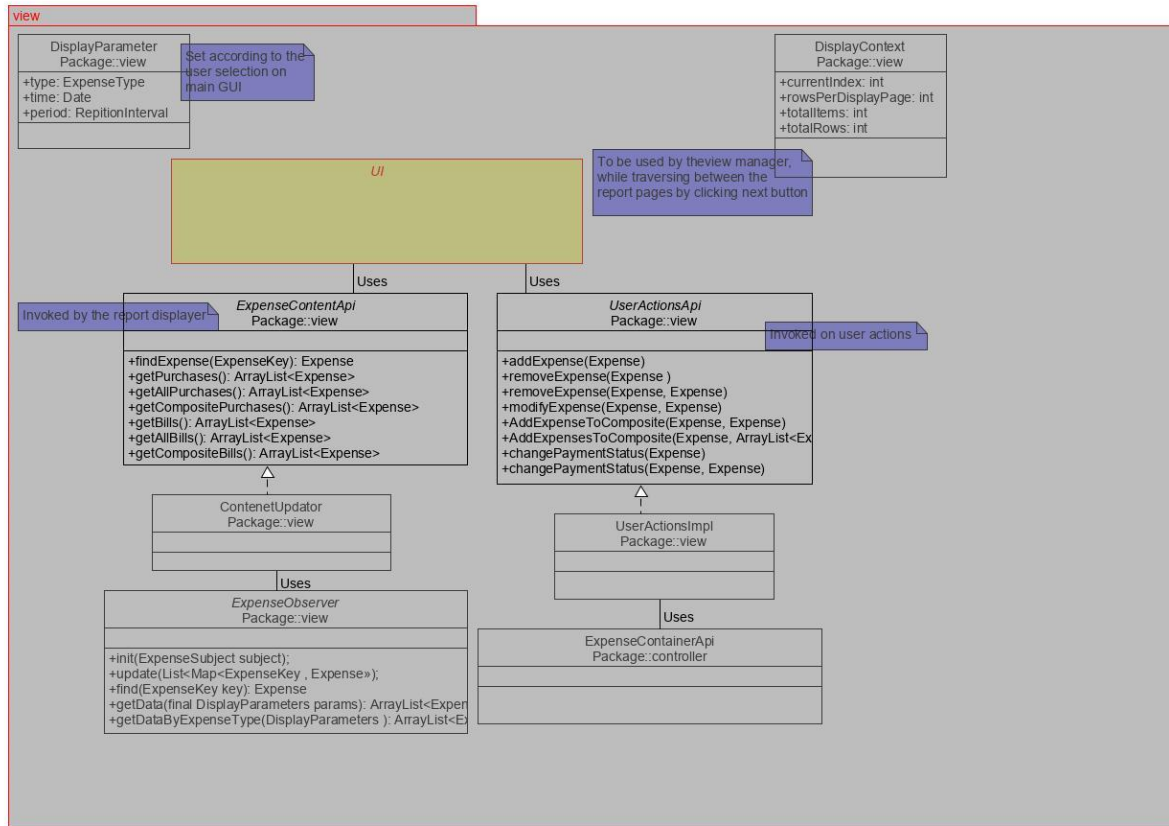 view
DisplayParameter
Package::view
+type: ExpenseType
+time: Date
+period: RepitionInterval
Set according to the
user selection on
main GUI
DisplayContext
Package::view
+currentIndex: int
+rowsPerDisplayPage: int
+totalItems: int
+totalRows: int
To be used by theview manager,
while traversing between the
report pages by clicking next button
UI
Uses
Uses
Invoked by the report displayer
ExpenseContentApi
Package::view
+findExpense(ExpenseKey): Expense
+getPurchases(): ArrayList<Expense>
+getAllPurchases(): ArrayList<Expense>
+getCompositePurchases(): ArrayList<Expense>
+getBills(): ArrayList<Expense>
+getAllBills(): ArrayList<Expense>
+getCompositeBills(): ArrayList<Expense>
UserActionsApi
Package::view
+addExpense(Expense)
+removeExpense(Expense )
+removeExpense(Expense, Expense)
+modifyExpense(Expense, Expense)
+AddExpenseToComposite(Expense, Expense)
+AddExpensesToComposite(Expense, ArrayList<Ex
+changePaymentStatus(Expense)
+changePaymentStatus(Expense, Expense)
Invoked on user actions
ContenetUpdator
Package::view
Uses
UserActionsImpl
Package::view
Uses
ExpenseObserver
Package::view
+init(ExpenseSubject subject);
+update(List<Map<ExpenseKey , Expense»);
+find(ExpenseKey key): Expense
+getData(final DisplayParameters params): ArrayList<Expen
+getDataByExpenseType(DisplayParameters ): ArrayList<Ex
ExpenseContainerApi
Package::controller